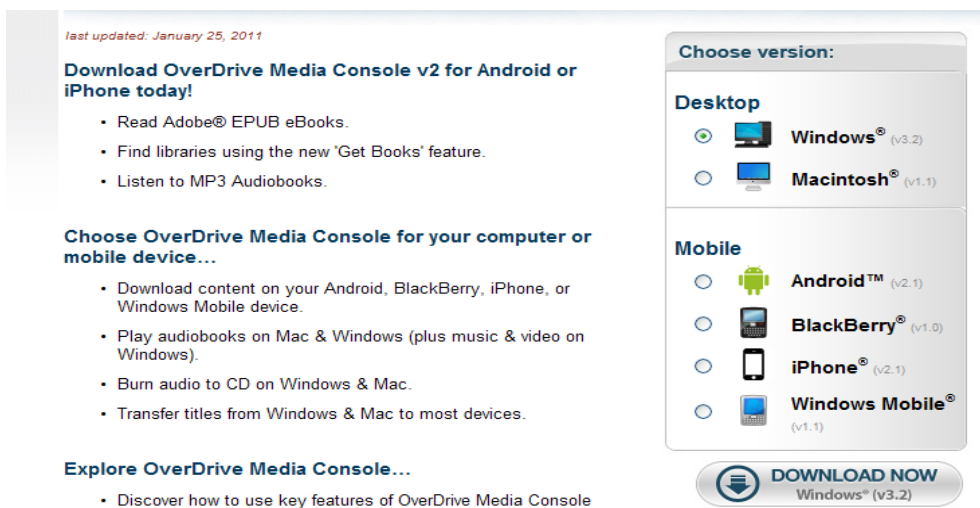 last updated: January 25, 2011
Download OverDrive Media Console v2 for Android or
iPhone today!
• Read Adobe® EPUB eBooks.
• Find libraries using the new 'Get Books' feature.
• Listen to MP3 Audiobooks.
Choose OverDrive Media Console for your computer or
mobile device...
• Download content on your Android, BlackBerry, iPhone, or
Windows Mobile device.
• Play audiobooks on Mac & Windows (plus music & video on
Windows).
• Burn audio to CD on Windows & Mac.
• Transfer titles from Windows & Mac to most devices.
Explore OverDrive Media Console...
• Discover how to use key features of OverDrive Media Console
Choose version:
Desktop
Windows® (v3.2)
Macintosh® (v1.1)
Mobile
Android™ (v2.1)
BlackBerry® (v1.0)
iPhone® (v2.1)
Windows Mobile®
(v1.1)
DOWNLOAD NOW
Windows® (v3.2)